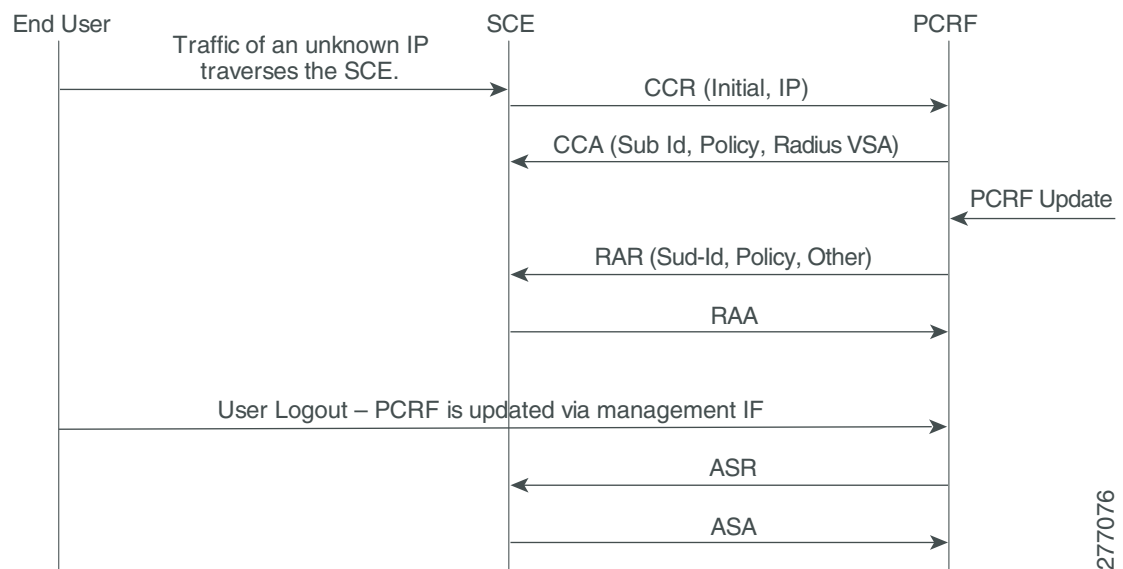 End User
SCE
PCRF
Traffic of an unknown IP
traverses the SCE.
CCR (Initial, IP)
CCA (Sub Id, Policy, Radius VSA)
PCRF Update
RAR (Sud-Id, Policy, Other)
RAA
User Logout – PCRF is updated via management IF
ASR
ASA
277076